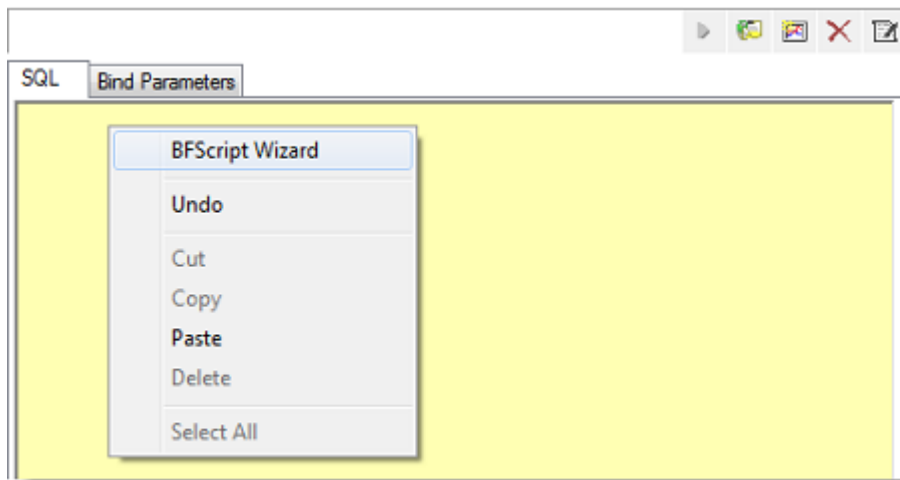 SQL
Bind Parameters
BFScript Wizard
Undo
Cut
Copy
Paste
Delete
Select All